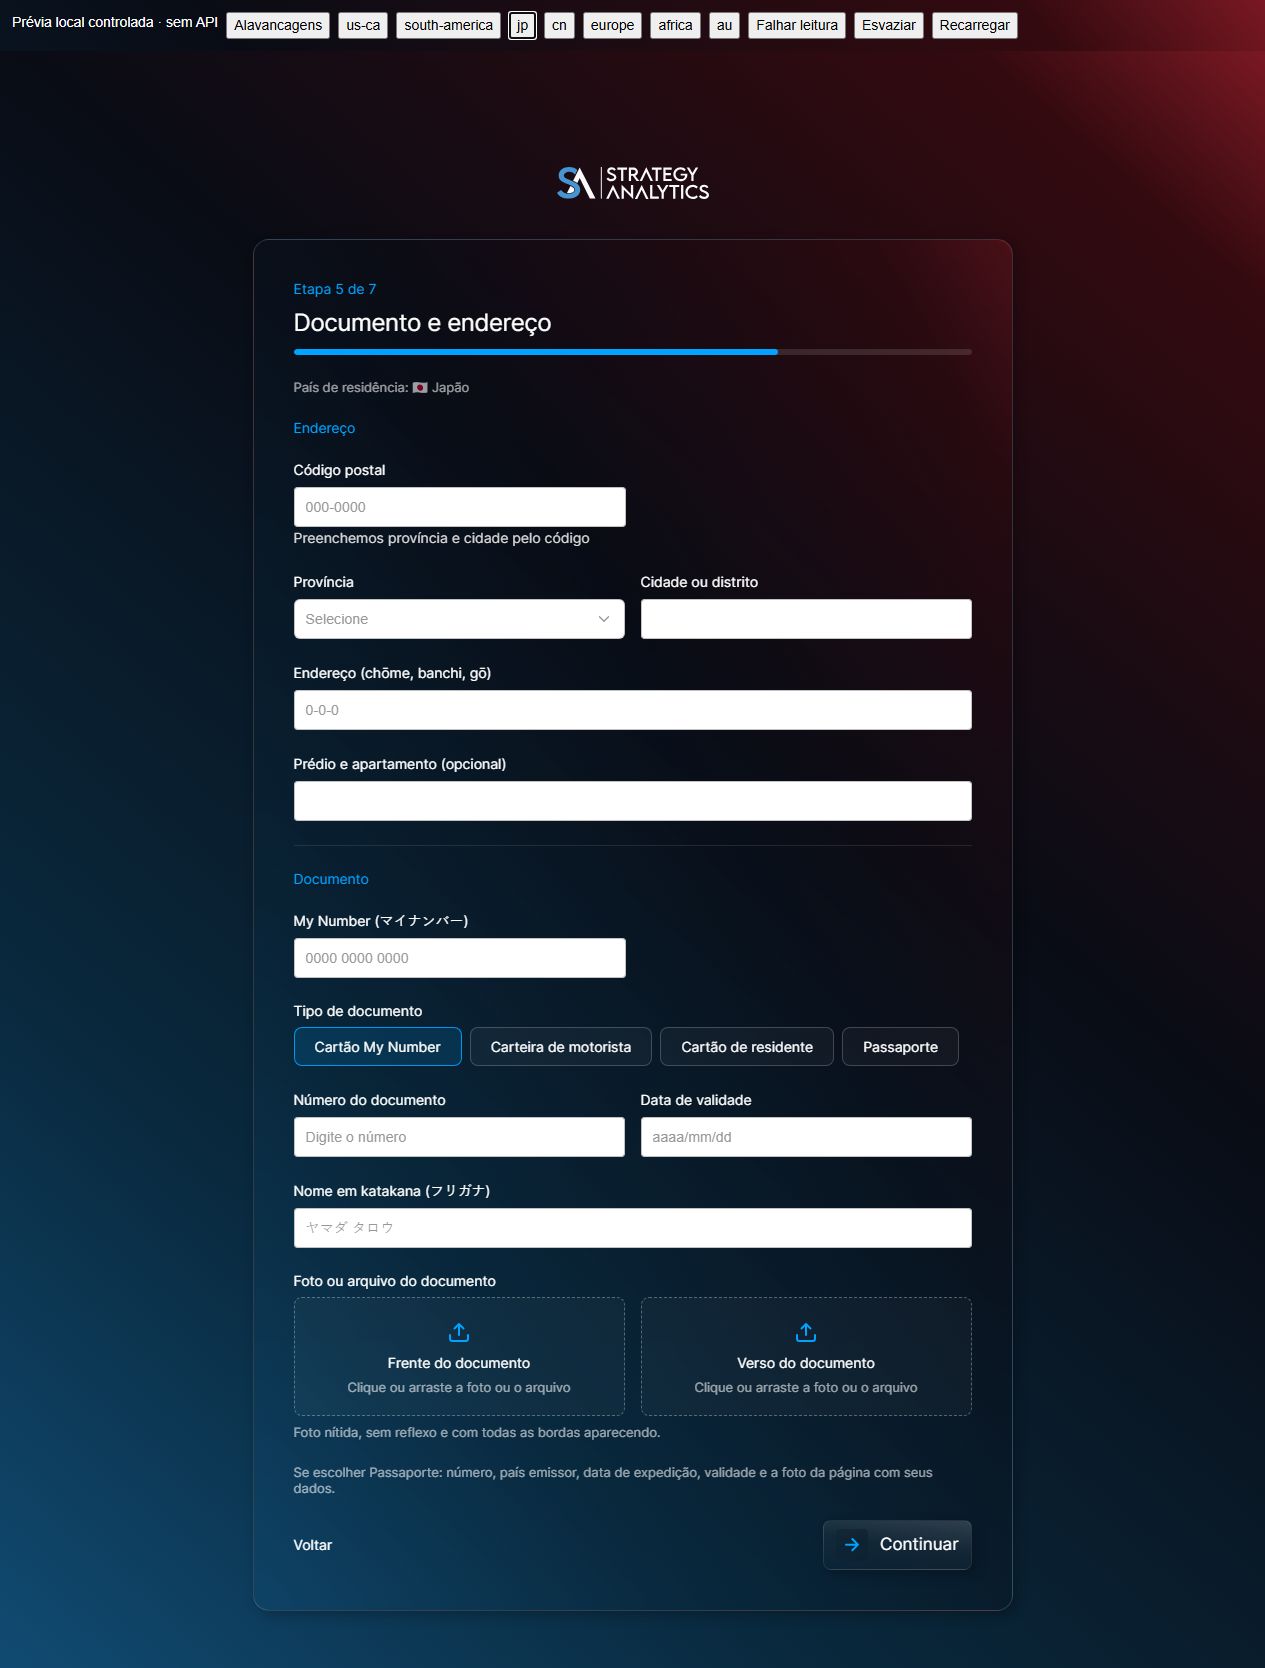 Prévia local controlada · sem API
Alavancagens
us-ca
south-america
jp
cn
europe
africa
au
Falhar leitura
Esvaziar
Recarregar
SA
STRATEGY
ANALYTICS
Etapa 5 de 7
Documento e endereço
País de residência: Japão
Endereço
Código postal
000-0000
Preenchemos província e cidade pelo código
Província
Cidade ou distrito
Selecione
Endereço (chōme, banchi, gō)
0-0-0
Prédio e apartamento (opcional)
Documento
My Number (マイナンバー)
0000 0000 0000
Tipo de documento
Cartão My Number
Carteira de motorista
Cartão de residente
Passaporte
Número do documento
Data de validade
Digite o número
aaaa/mm/dd
Nome em katakana (フリガナ)
ヤマダ タロウ
Foto ou arquivo do documento
Frente do documento
Clique ou arraste a foto ou o arquivo
Verso do documento
Clique ou arraste a foto ou o arquivo
Foto nítida, sem reflexo e com todas as bordas aparecendo.
Se escolher Passaporte: número, país emissor, data de expedição, validade e a foto da página com seus
dados.
Voltar
Continuar